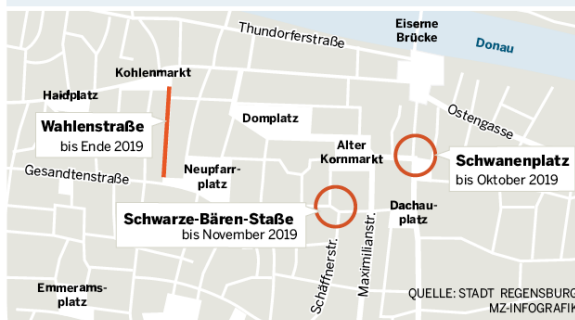 Eiserne
Brücke
Thundorferstraße
Donau
Kohlenmarkt
Haidplatz
Ostengasse
Domplatz
Wahlenstraße
bis Ende 2019
Alter
Kornmarkt
Schwanenplatz
bis Oktober 2019
Gesandtenstraße
Neupfarr-
platz
Schwarze-Bären-Staße
bis November 2019
Dachau-
platz
Schäffnerstr.
Maximilianstr.
Emmerams-
platz
QUELLE: STADT REGENSBURG
MZ-INFOGRAFIK